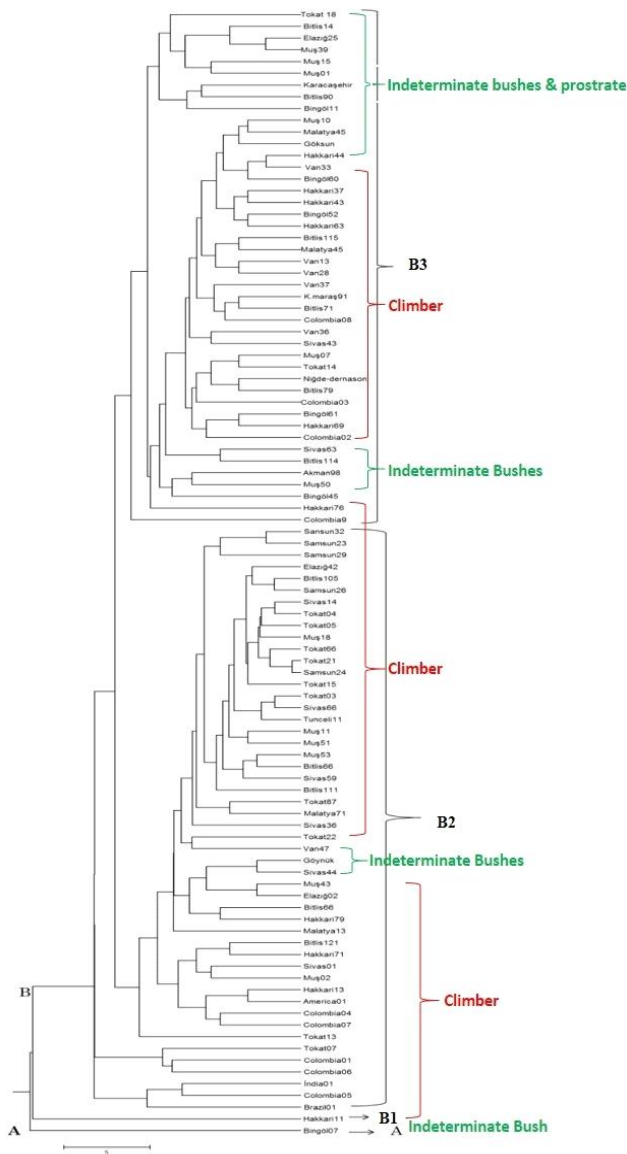 Tokat 18
Bitlis14
Elazığ25
Muş39
Muş15
Muş01
Karacaşehir
Bitlis90
Bingöl11
Indeterminate bushes & prostrate
Muş10
Malatya45
Göksun
Hakkari44
Van33
Bingöl60
Hakkari37
Hakkari43
Bingöl52
Hakkari63
Bitlis115
Malatya45
Van13
Van28
Van37
K.maraş91
Bitlis71
Colombia08
Van36
Sivas43
Muş07
Tokat14
Niğde-dernason
Bitlis79
Colombia03
Bingöl61
Hakkari69
Colombia02
Climber
B3
Sivas63
Bitlis114
Akman98
Muş50
Indeterminate Bushes
Bingöl45
Hakkari76
Colombia9
Sansun32
Samsun23
Samsun29
Elazığ42
Bitlis105
Samsun26
Sivas14
Tokat04
Tokat05
Muş18
Tokat66
Tokat21
Samsun24
Tokat15
Tokat03
Sivas66
Tunceli11
Muş11
Muş51
Muş53
Bitlis66
Sivas59
Bitlis111
Tokat87
Malatya71
Sivas36
Tokat22
Climber
B2
Van47
Göynük
Sivas44
Indeterminate Bushes
Muş43
Elazığ02
Bitlis66
Hakkari79
Malatya13
Bitlis121
Hakkari71
Sivas01
Muş02
Hakkari13
America01
Colombia04
Colombia07
Tokat13
Tokat07
Colombia01
Colombia06
İndia01
Colombia05
Brazil01
Climber
B
Hakkari11
B1
A
Bingöl07
A
Indeterminate Bush
5